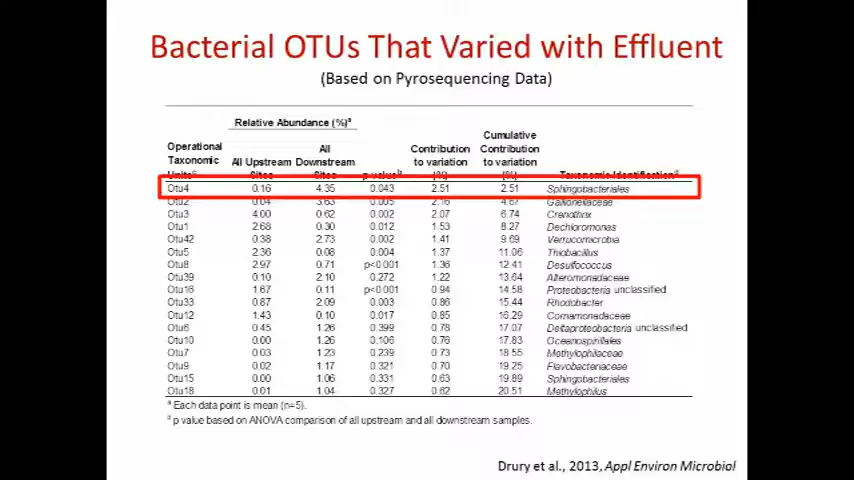 Bacterial OTUs That Varied with Effluent
(Based on Pyrosequencing Data)
Relative Abundance (%)a
Operational Taxonomic Unitsc All Upstream Sites All Downstream Sites p valueb Contribution to variation (%) Cumulative Contribution to variation (%) Taxonomic Identificationd
Otu4 0.16 4.35 0.043 2.51 2.51 Sphingobacteriales
Otu2 0.04 3.63 0.005 2.16 4.67 Gallionellaceae
Otu3 4.00 0.62 0.002 2.07 6.74 Crenothrix
Otu1 2.68 0.30 0.012 1.53 8.27 Dechloromonas
Otu42 0.38 2.73 0.002 1.41 9.69 Verrucomicrobia
Otu5 2.36 0.08 0.004 1.37 11.06 Thiobacillus
Otu8 2.97 0.71 p<0.001 1.36 12.41 Desulfococcus
Otu39 0.10 2.10 0.272 1.22 13.64 Alteromonadaceae
Otu16 1.67 0.11 p<0.001 0.94 14.58 Proteobacteria unclassified
Otu33 0.87 2.09 0.003 0.86 15.44 Rhodobacter
Otu12 1.43 0.10 0.017 0.85 16.29 Comamonadaceae
Otu6 0.45 1.26 0.399 0.78 17.07 Deltaproteobacteria unclassified
Otu10 0.00 1.26 0.106 0.76 17.83 Oceanospirillales
Otu7 0.03 1.23 0.239 0.73 18.55 Methylophilaceae
Otu9 0.02 1.17 0.321 0.70 19.25 Flavobacteriaceae
Otu15 0.00 1.06 0.331 0.63 19.89 Sphingobacteriales
Otu18 0.01 1.04 0.327 0.62 20.51 Methylophilus
a Each data point is mean (n=5).
p value based on ANOVA comparison of all upstream and all downstream samples.
Drury et al., 2013, Appl Environ Microbiol